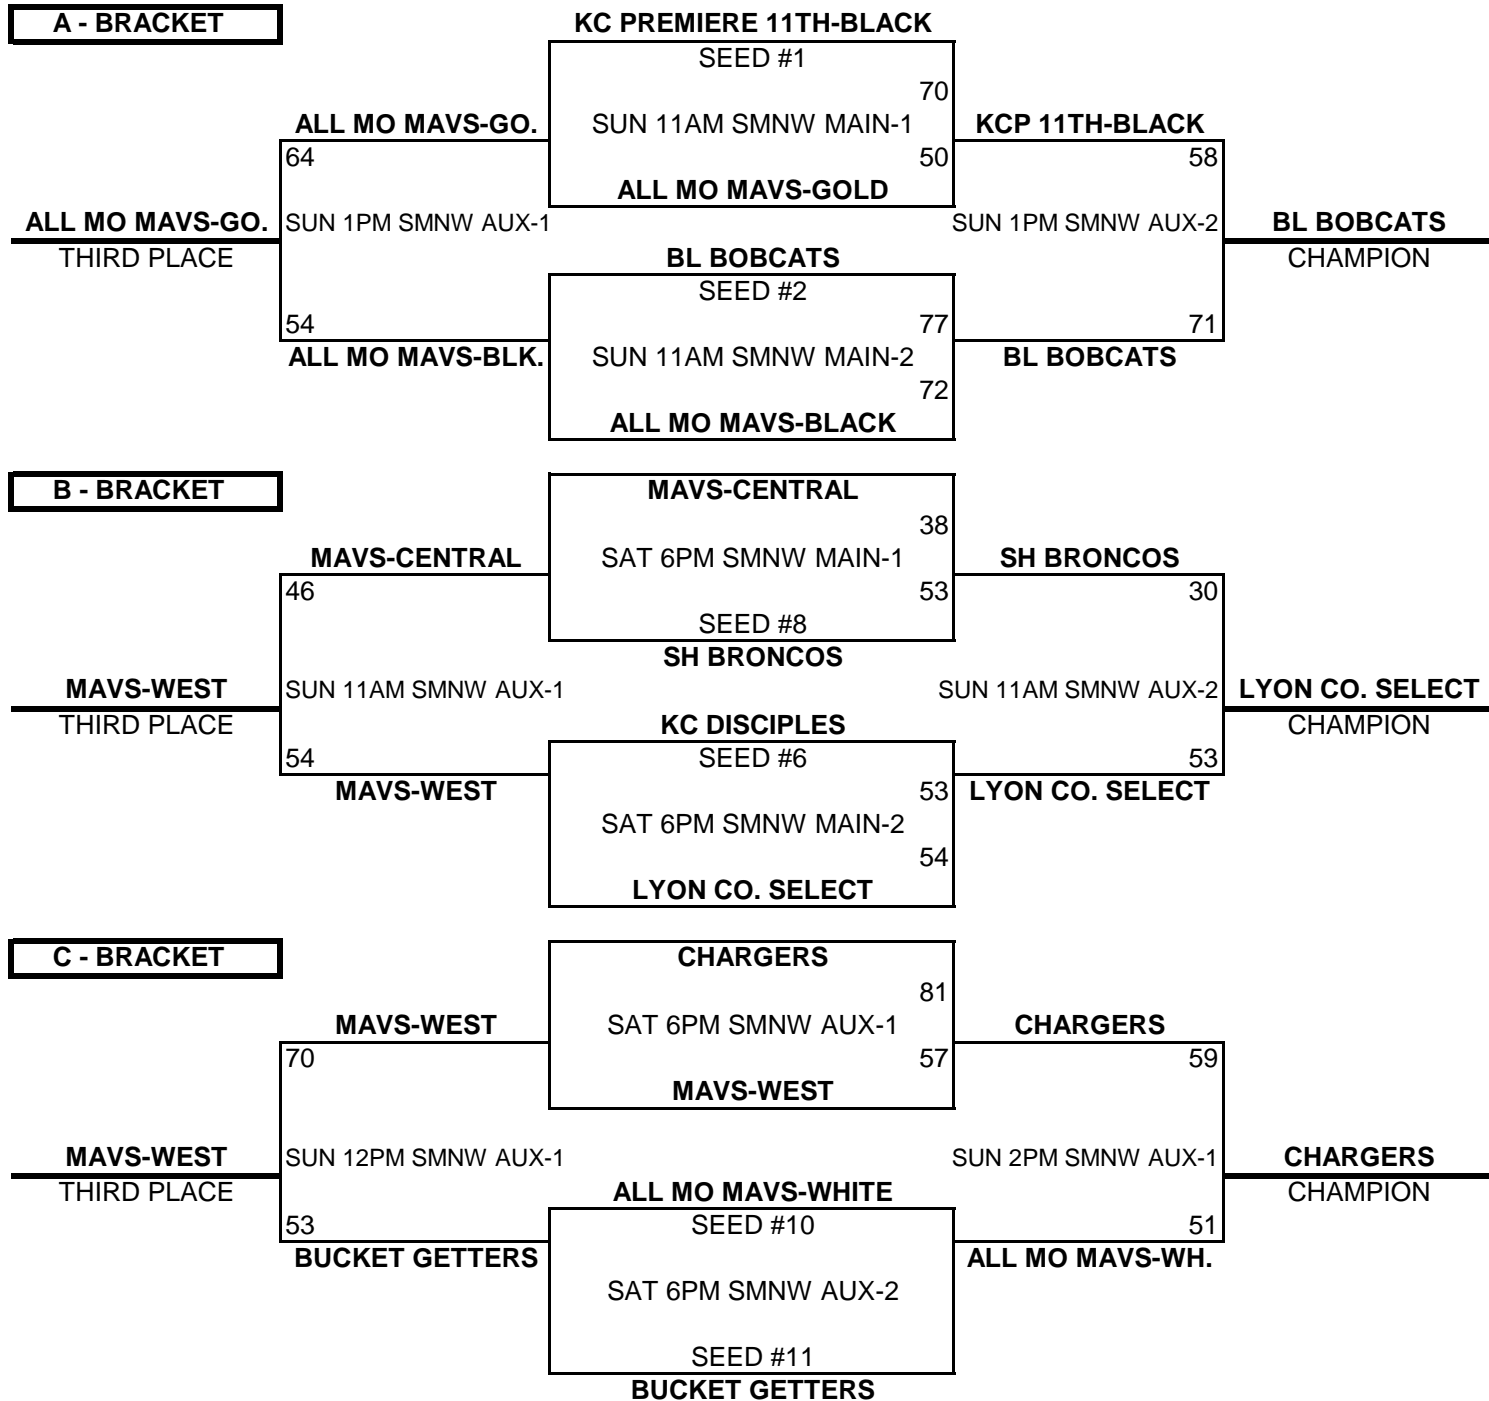 A - BRACKET
KC PREMIERE 11TH-BLACK
SEED #1
70
ALL MO MAVS-GO.
SUN 11AM SMNW MAIN-1
KCP 11TH-BLACK
64
50
58
ALL MO MAVS-GOLD
ALL MO MAVS-GO.
SUN 1PM SMNW AUX-1
SUN 1PM SMNW AUX-2
BL BOBCATS
THIRD PLACE
BL BOBCATS
CHAMPION
SEED #2
54
77
71
ALL MO MAVS-BLK.
SUN 11AM SMNW MAIN-2
BL BOBCATS
72
ALL MO MAVS-BLACK
B - BRACKET
MAVS-CENTRAL
38
MAVS-CENTRAL
SAT 6PM SMNW MAIN-1
SH BRONCOS
46
53
30
SEED #8
SH BRONCOS
MAVS-WEST
SUN 11AM SMNW AUX-1
SUN 11AM SMNW AUX-2
LYON CO. SELECT
THIRD PLACE
KC DISCIPLES
CHAMPION
54
SEED #6
53
MAVS-WEST
53
LYON CO. SELECT
SAT 6PM SMNW MAIN-2
54
LYON CO. SELECT
C - BRACKET
CHARGERS
81
MAVS-WEST
SAT 6PM SMNW AUX-1
CHARGERS
70
57
59
MAVS-WEST
MAVS-WEST
SUN 12PM SMNW AUX-1
SUN 2PM SMNW AUX-1
CHARGERS
THIRD PLACE
ALL MO MAVS-WHITE
CHAMPION
53
SEED #10
51
BUCKET GETTERS
ALL MO MAVS-WH.
SAT 6PM SMNW AUX-2
SEED #11
BUCKET GETTERS